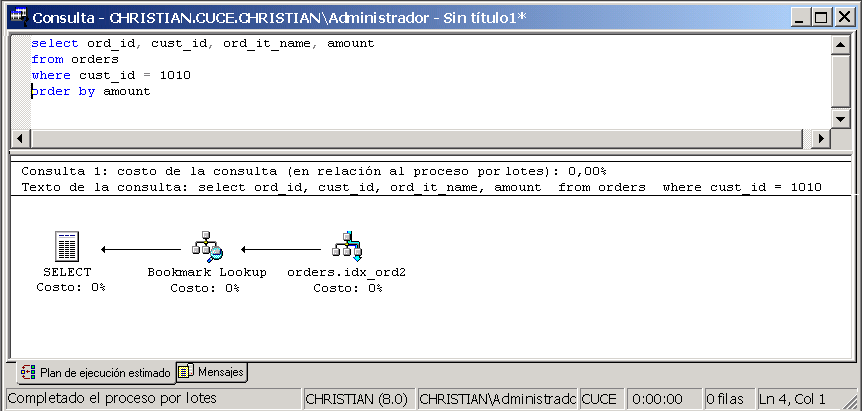 Consulta - CHRISTIAN.CUCE.CHRISTIAN\Administrador - Sin título1*
select ord_id, cust_id, ord_it_name, amount
from orders
where cust_id = 1010
order by amount
Consulta 1: costo de la consulta (en relación al proceso por lotes): 0,00%
Texto de la consulta: select ord_id, cust_id, ord_it_name, amount from orders where cust_id = 1010
SELECT Bookmark Lookup orders.idx_ord2
Costo: 0% Costo: 0% Costo: 0%
Plan de ejecución estimado Mensajes
Completado el proceso por lotes CHRISTIAN (8.0) CHRISTIAN\Administradc CUCE 0:00:00 0 filas Ln 4, Col 1